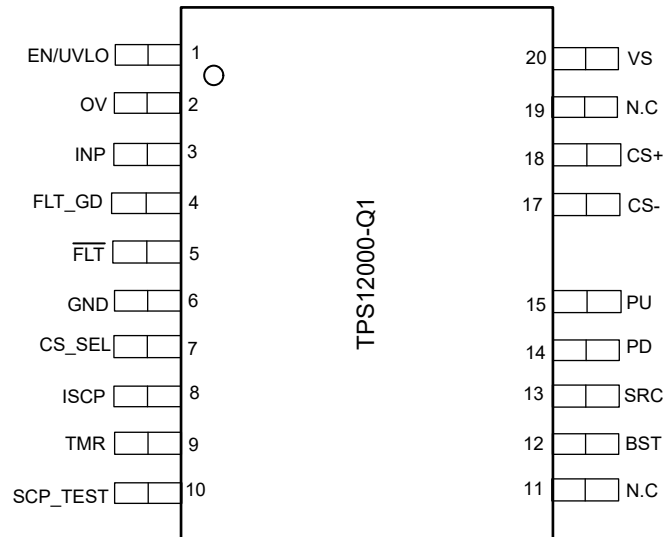 EN/UVLO 1
OV 2
INP 3
FLT_GD 4
FLT 5
GND 6
CS_SEL 7
ISCP 8
TMR 9
SCP_TEST 10
TPS12000-Q1
20 VS
19 N.C
18 CS+
17 CS-
15 PU
14 PD
13 SRC
12 BST
11 N.C